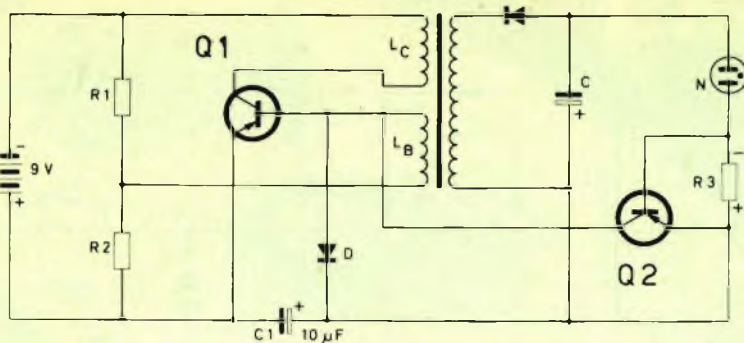 Q1
LC
R1
C
+
N
−
9 V
+
LB
−
R3
+
R2
D
Q2
+
C1 10 µF